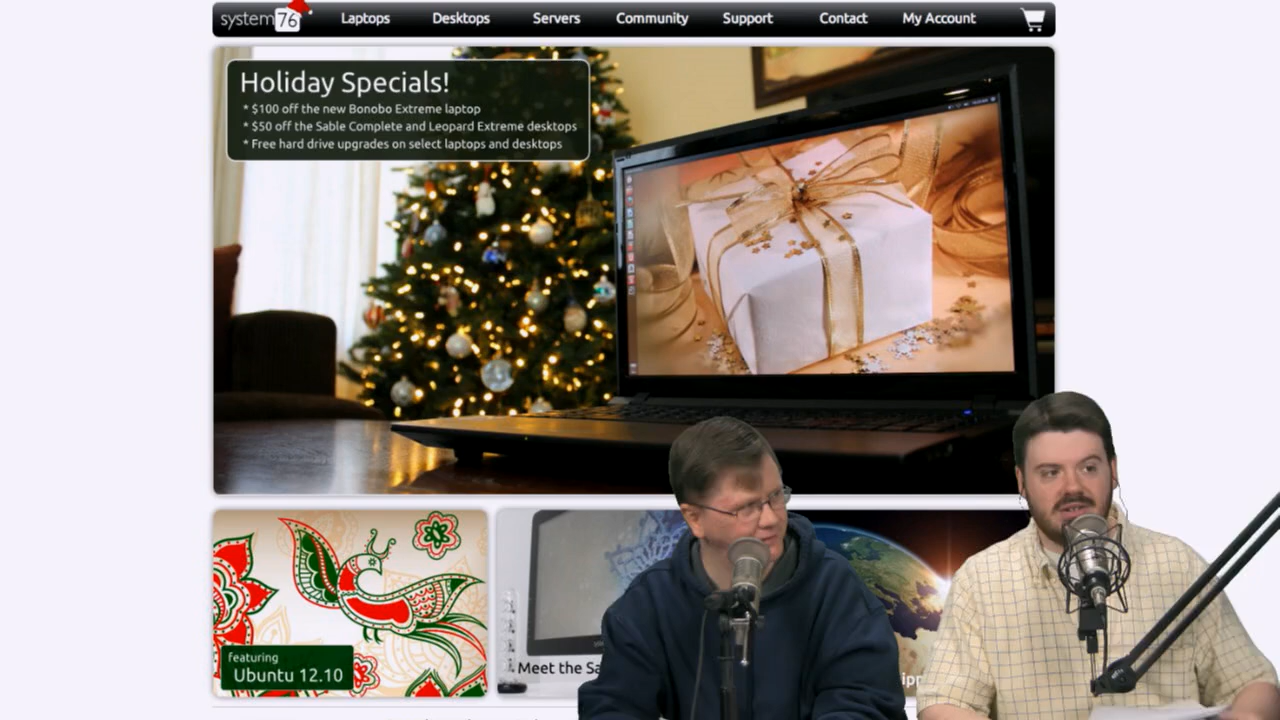 system76 Laptops Desktops Servers Community Support Contact My Account
Holiday Specials!
* $100 off the new Bonobo Extreme laptop
* $50 off the Sable Complete and Leopard Extreme desktops
* Free hard drive upgrades on select laptops and desktops
featuring
Ubuntu 12.10
Meet the